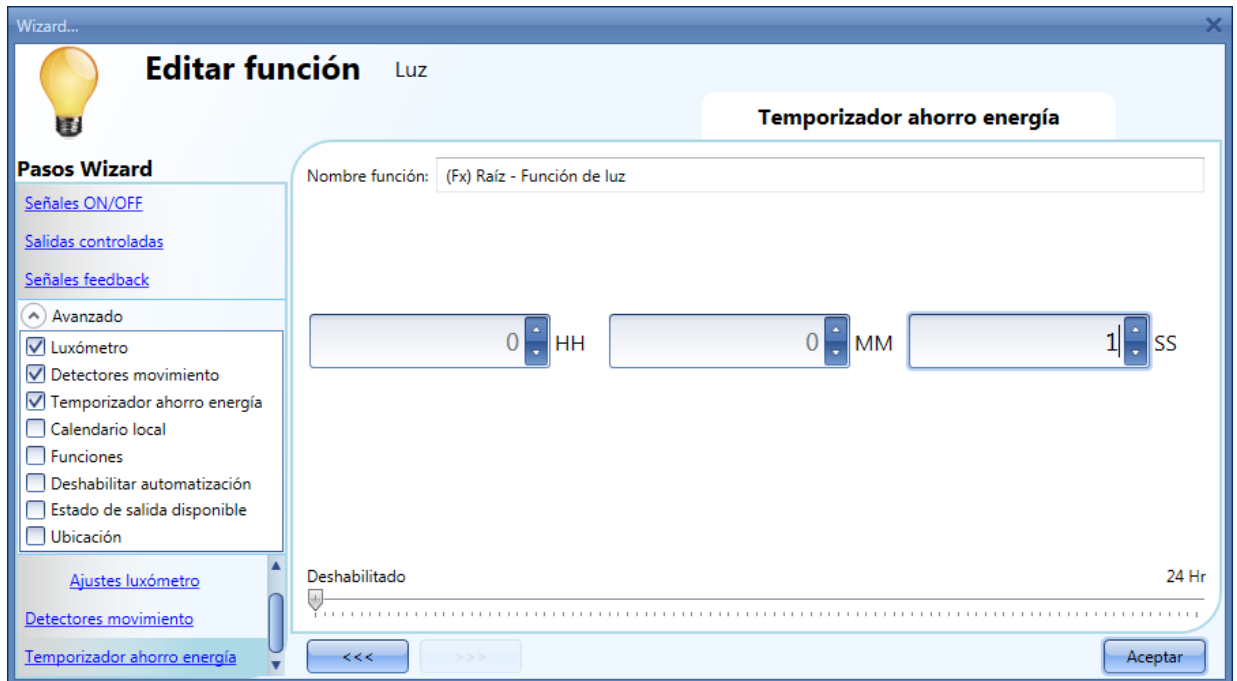 Wizard...
Editar función Luz
Temporizador ahorro energía
Pasos Wizard
Señales ON/OFF
Salidas controladas
Señales feedback
Avanzado
Luxómetro
Detectores movimiento
Temporizador ahorro energía
Calendario local
Funciones
Deshabilitar automatización
Estado de salida disponible
Ubicación
Ajustes luxómetro
Detectores movimiento
Temporizador ahorro energía
Nombre función: (Fx) Raíz - Función de luz
0 HH 0 MM 1 SS
Deshabilitado 24 Hr
<<< >>> Aceptar